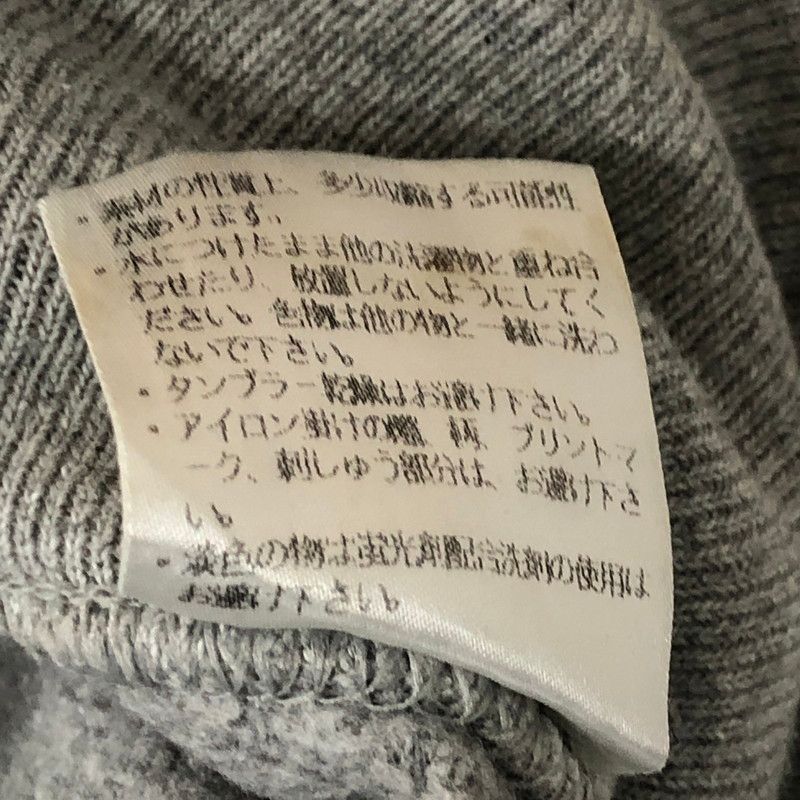 ・素材の性質上、多少収縮する可能性
があります。
・水につけたまま他の洗濯物と重ね合
わせたり、放置しないようにしてく
ださい。色物は他の物と一緒に洗わ
ないで下さい。
・タンブラー乾燥はお避け下さい。
・アイロン掛けの際、柄、プリントマ
ーク、刺しゅう部分は、お避け下さ
い。
・淡色の物は蛍光剤配合洗剤の使用は
お避け下さい。